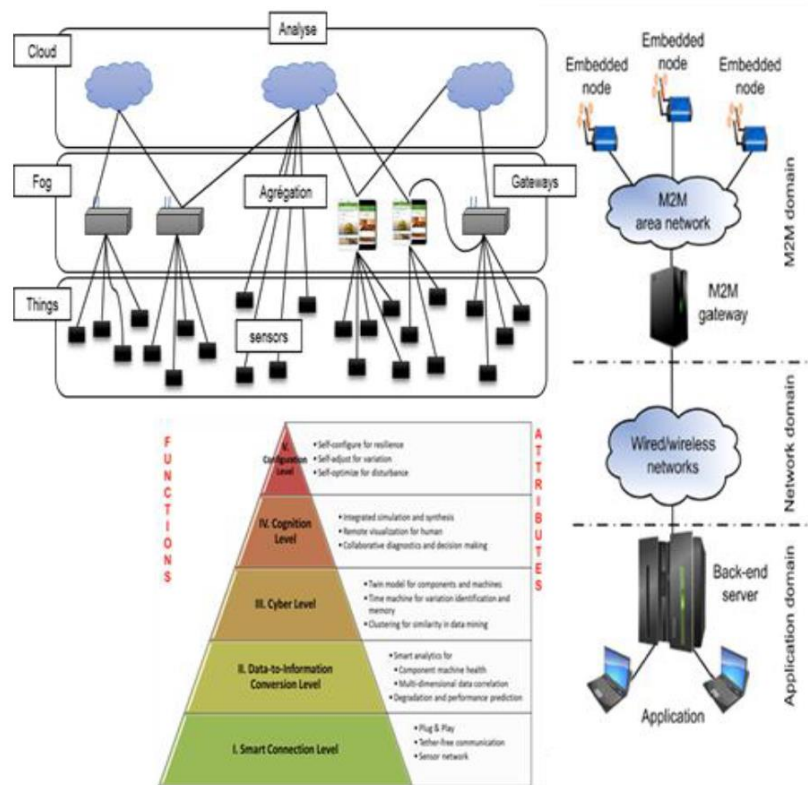 Analyse
Cloud
Fog
Agrégation
Gateways
Things
sensors
Embedded
node
Embedded
node
Embedded
node
M2M
area network
M2M
gateway
M2M domain
Wired/wireless
networks
Network domain
Back-end
server
Application
Application domain
FUNCTIONS
ATTRIBUTES
V.
Configuration
Level
• Self-configure for resilience
• Self-adjust for variation
• Self-optimize for disturbance
IV. Cognition
Level
• Integrated simulation and synthesis
• Remote visualization for human
• Collaborative diagnostics and decision making
III. Cyber Level
• Twin model for components and machines
• Time machine for variation identification and
memory
• Clustering for similarity in data mining
II. Data-to-Information
Conversion Level
• Smart analytics for
• Component machine health
• Multi-dimensional data correlation
• Degradation and performance prediction
I. Smart Connection Level
• Plug & Play
• Tether-free communication
• Sensor network